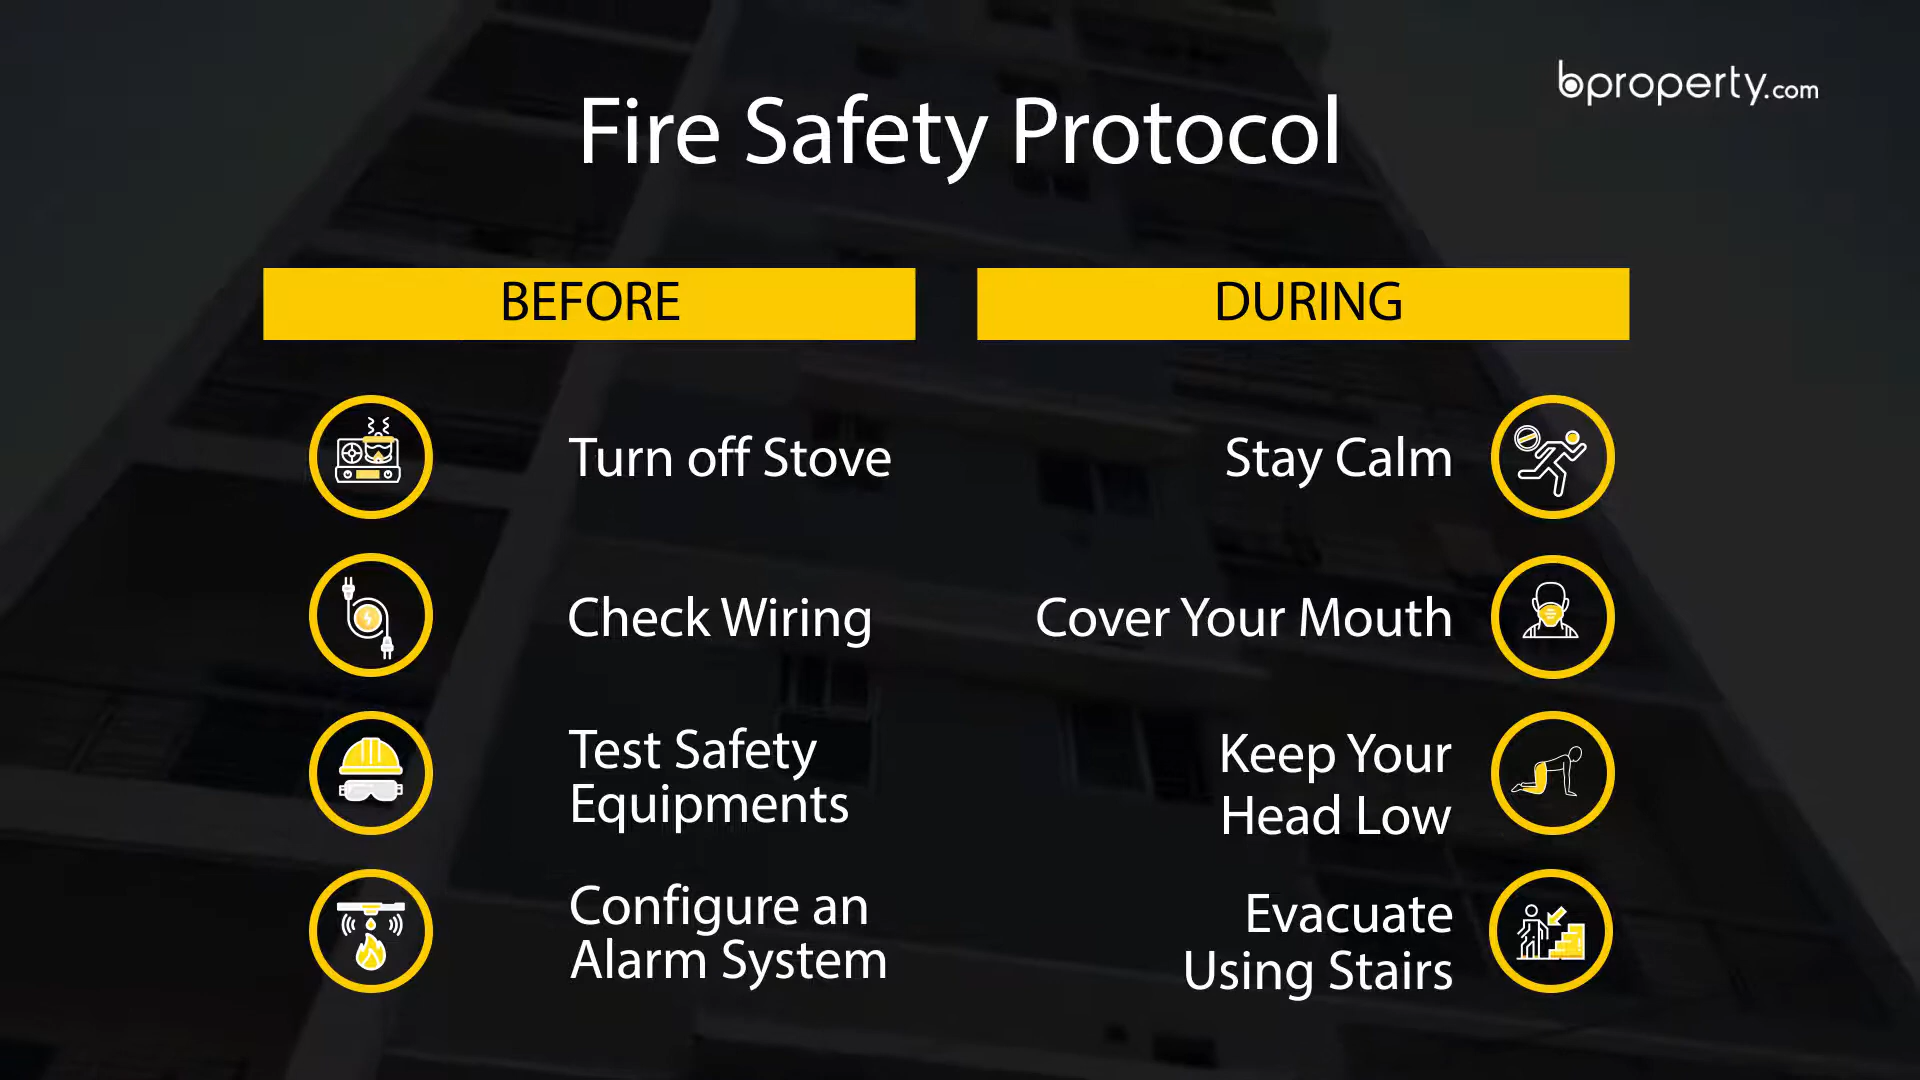 bproperty.com
Fire Safety Protocol
BEFORE
Turn off Stove
Check Wiring
Test Safety
Equipments
Configure an
Alarm System
DURING
Stay Calm
Cover Your Mouth
Keep Your
Head Low
Evacuate
Using Stairs